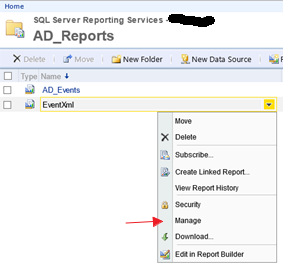 Home
SQL Server Reporting Services -
AD_Reports
Delete Move New Folder New Data Source
Type Name
AD_Events
EventXml
Move
Delete
Subscribe...
Create Linked Report...
View Report History
Security
Manage
Download...
Edit in Report Builder